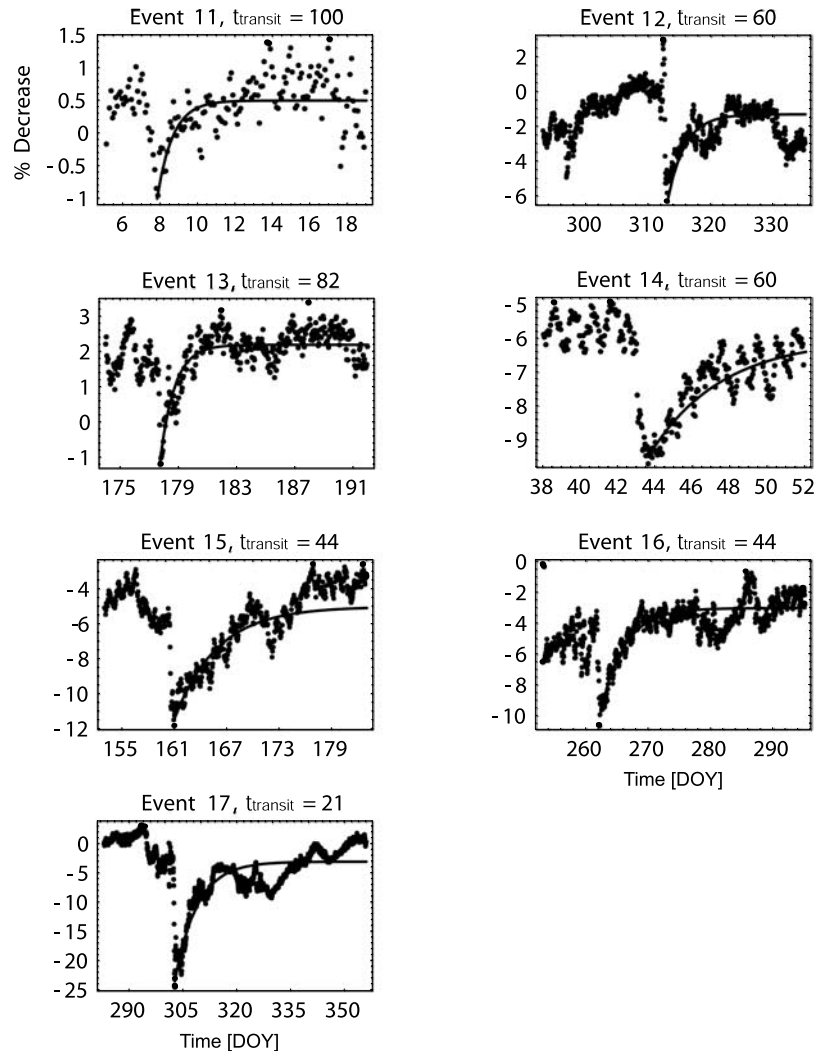 Event 11, ttransit = 100
Event 12, ttransit = 60
% Decrease
1.5
1
0.5
0
-0.5
-1
6 8 10 12 14 16 18
2
0
-2
-4
-6
300 310 320 330
Event 13, ttransit = 82
Event 14, ttransit = 60
3
2
1
0
-1
175 179 183 187 191
-5
-6
-7
-8
-9
38 40 42 44 46 48 50 52
Event 15, ttransit = 44
Event 16, ttransit = 44
-4
-6
-8
-10
-12
155 161 167 173 179
0
-2
-4
-6
-8
-10
260 270 280 290
Time [DOY]
Event 17, ttransit = 21
0
-5
-10
-15
-20
-25
290 305 320 335 350
Time [DOY]